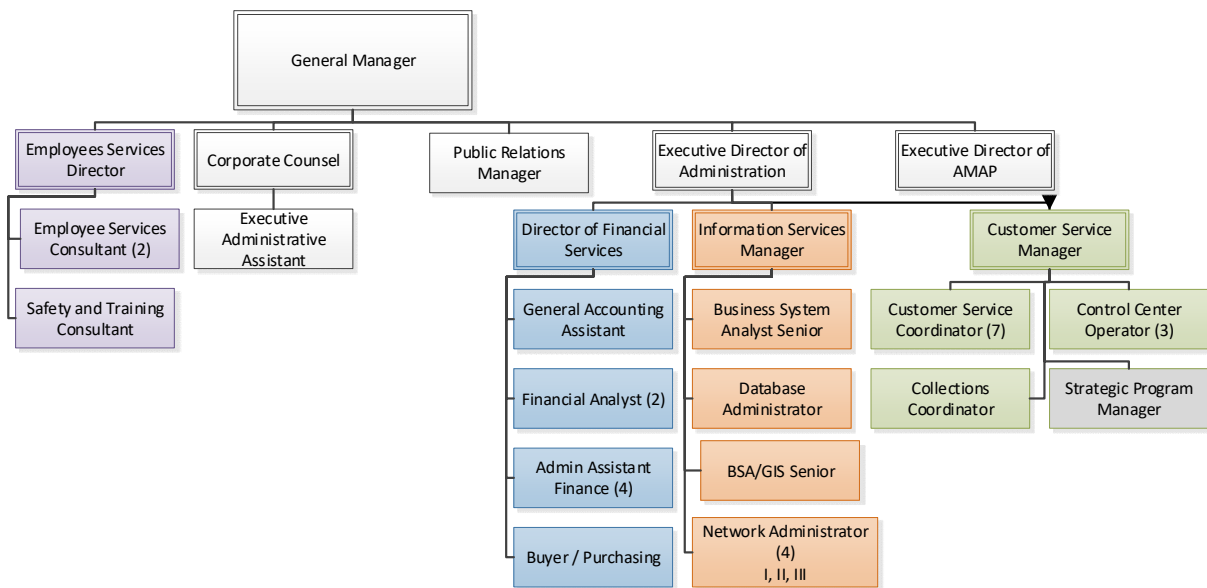 General Manager
Employees Services
Director
Corporate Counsel
Public Relations
Manager
Executive Director of
Administration
Executive Director of
AMAP
Employee Services
Consultant (2)
Executive
Administrative
Assistant
Director of Financial
Services
Information Services
Manager
Customer Service
Manager
Safety and Training
Consultant
General Accounting
Assistant
Business System
Analyst Senior
Customer Service
Coordinator (7)
Control Center
Operator (3)
Financial Analyst (2)
Database
Administrator
Collections
Coordinator
Strategic Program
Manager
Admin Assistant
Finance (4)
BSA/GIS Senior
Buyer / Purchasing
Network Administrator
(4)
I, II, III